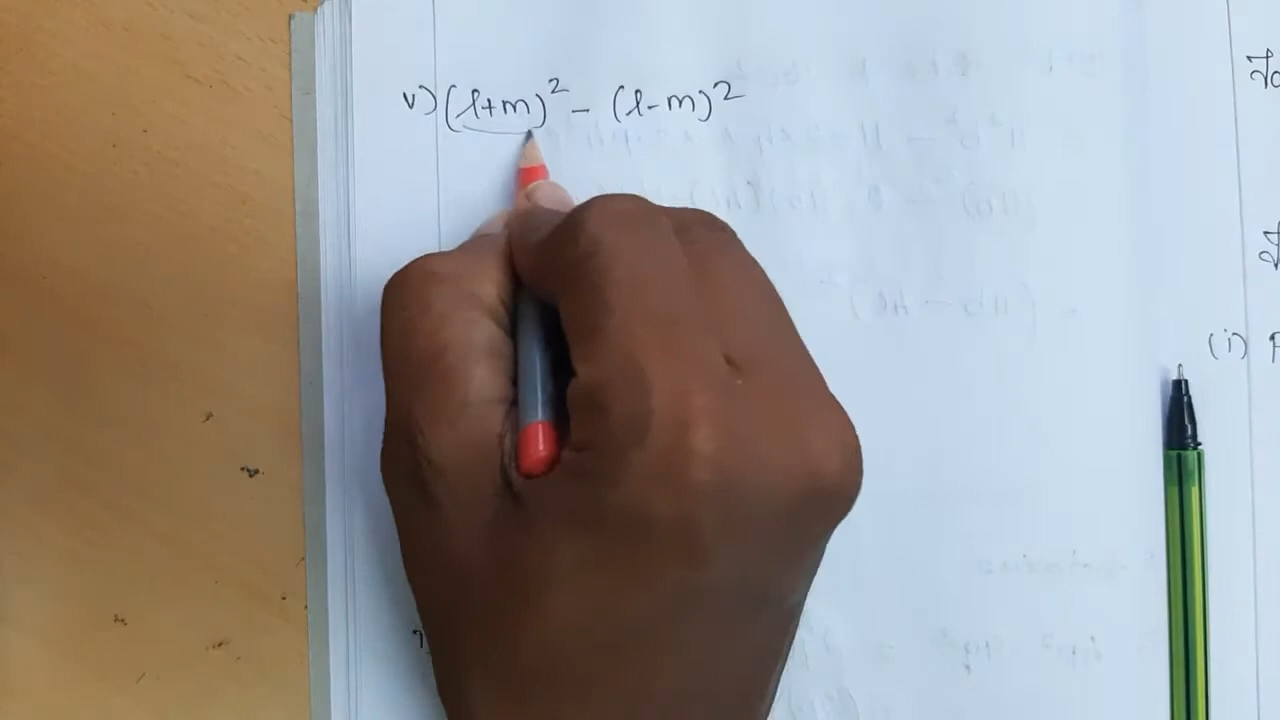 v) (l+m)² - (l-m)²
(i)